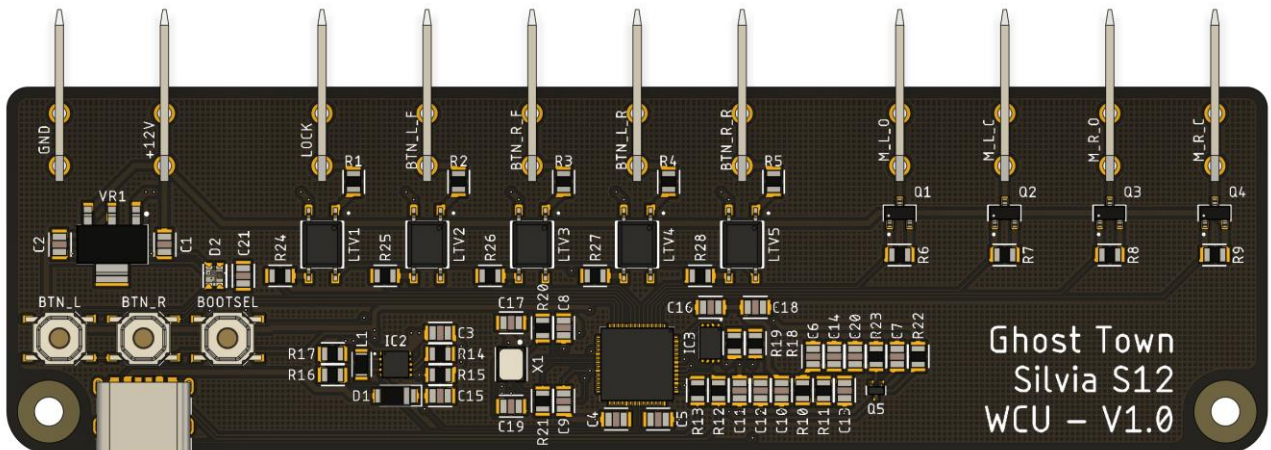 GND
+12V
LOCK
BTN_L_F
BTN_R_F
BTN_L_R
BTN_R_R
M_L_O
M_L_C
M_R_O
M_R_C
R1
R2
R3
R4
R5
Q1
Q2
Q3
Q4
VR1
C2
C1
D2
C21
R24
LTV1
R25
LTV2
R26
LTV3
R27
LTV4
R28
LTV5
R6
R7
R8
R9
BTN_L
BTN_R
BOOTSEL
C17
R20
C8
C16
C18
R17
R16
L1
IC2
C3
R14
R15
D1
C15
X1
C19
R21
C9
C4
C5
IC3
R19
R18
C6
C14
C20
R23
C7
R22
R13
R12
C11
C12
C10
R10
R11
C13
Q5
Ghost Town
Silvia S12
WCU – V1.0